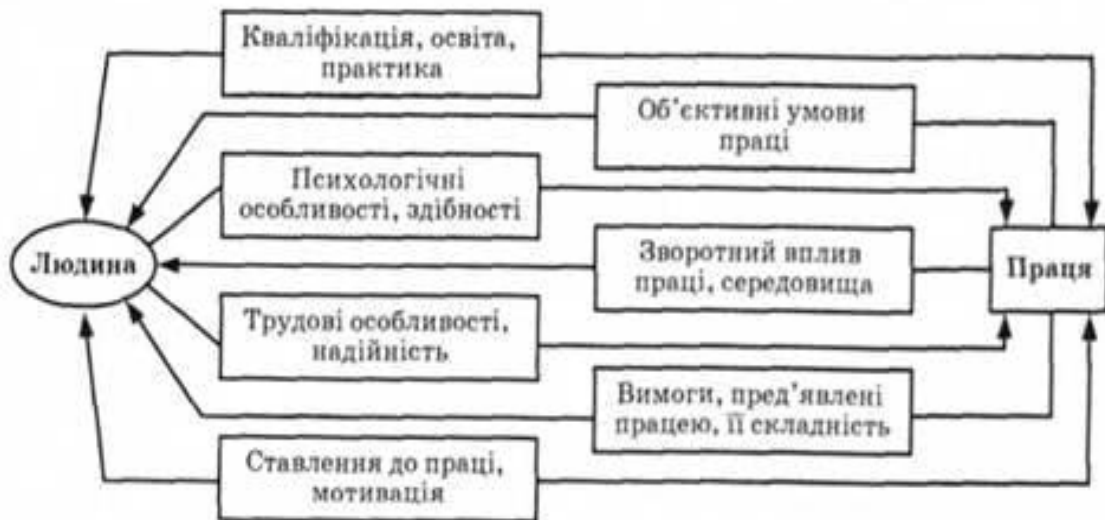 Кваліфікація, освіта,
практика
Об’єктивні умови
праці
Психологічні
особливості, здібності
Людина
Зворотний вплив
праці, середовища
Праця
Трудові особливості,
надійність
Вимоги, пред’явлені
працею, її складність
Ставлення до праці,
мотивація